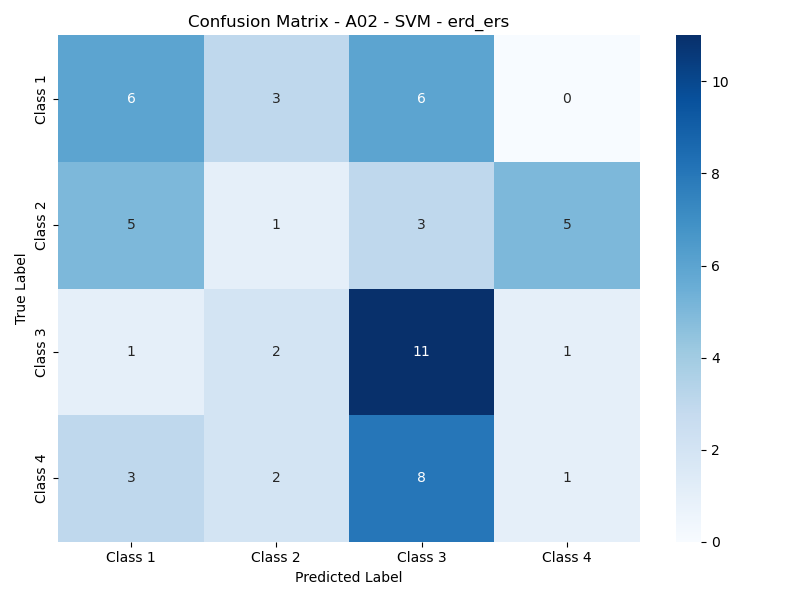 Confusion Matrix - A02 - SVM - erd_ers
True Label
Class 1
6
3
6
0
Class 2
5
1
3
5
Class 3
1
2
11
1
Class 4
3
2
8
1
Class 1
Class 2
Class 3
Class 4
Predicted Label
10
8
6
4
2
0